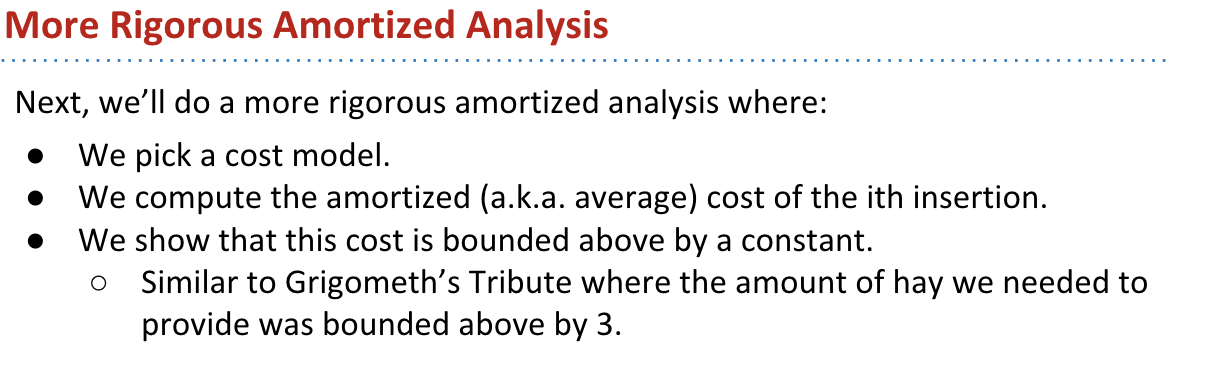 More Rigorous Amortized Analysis
Next, we’ll do a more rigorous amortized analysis where:
● We pick a cost model.
● We compute the amortized (a.k.a. average) cost of the ith insertion.
● We show that this cost is bounded above by a constant.
○ Similar to Grigometh’s Tribute where the amount of hay we needed to
provide was bounded above by 3.